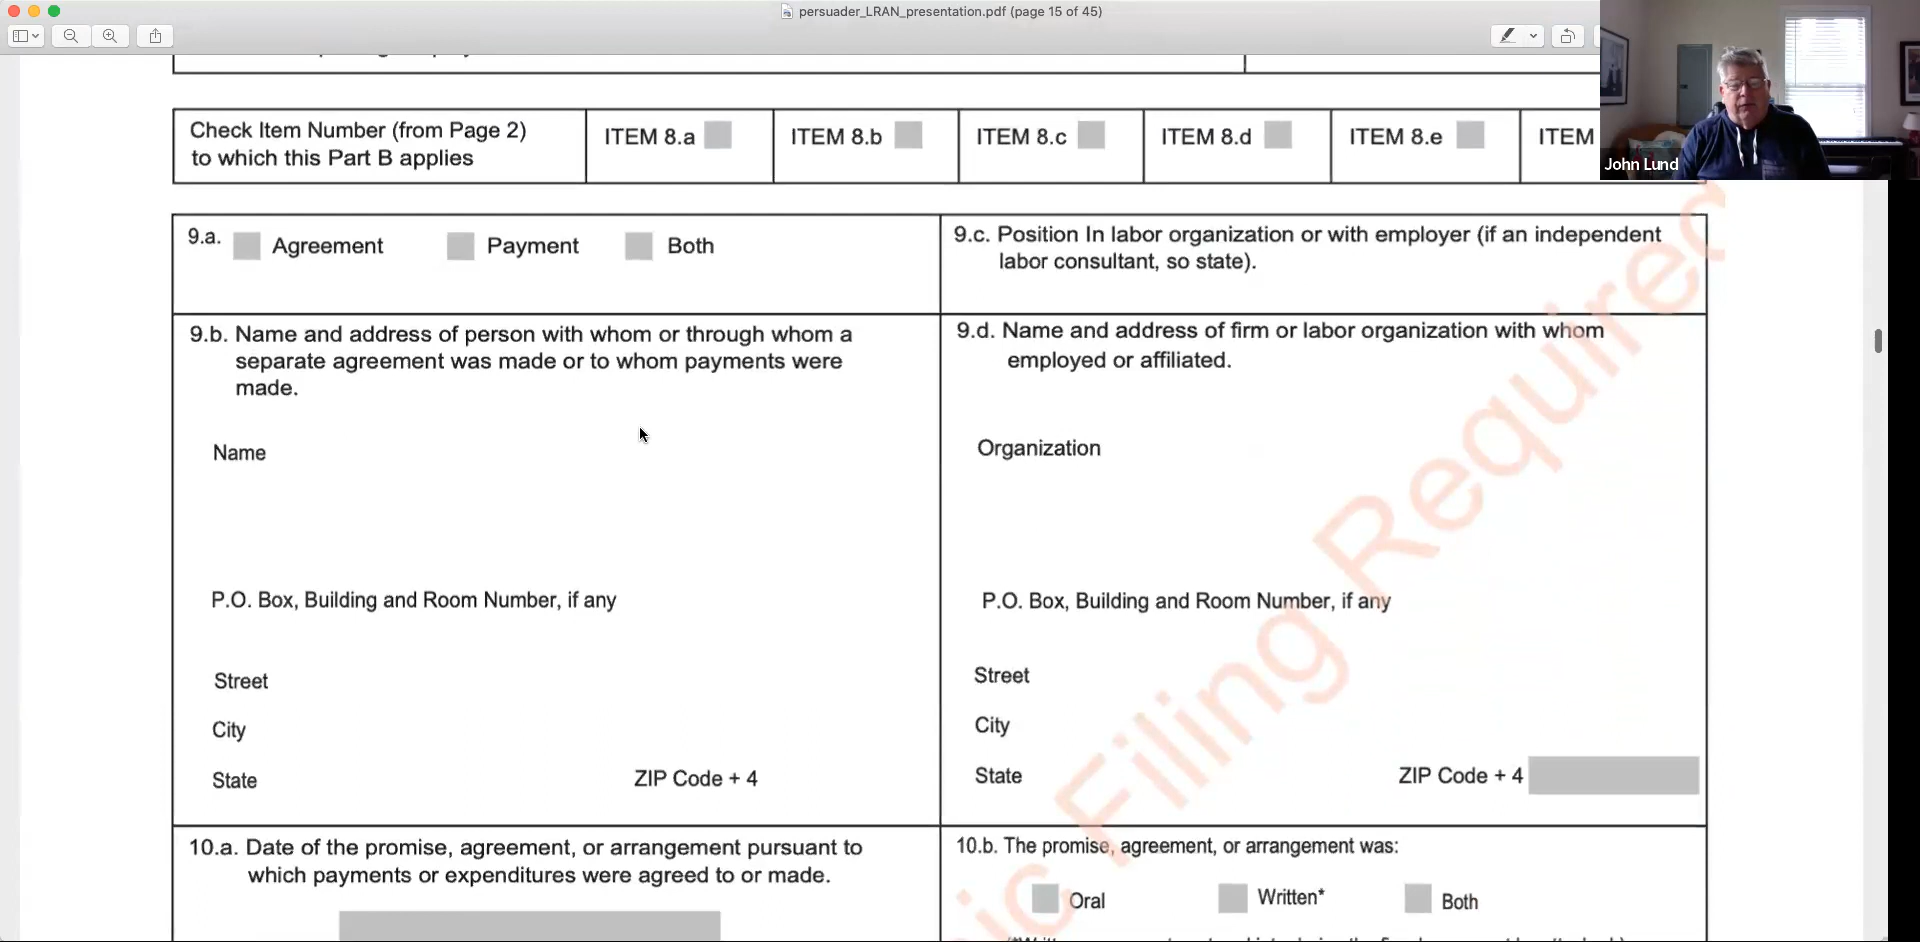 persuader_LRAN_presentation.pdf (page 15 of 45)
John Lund
Check Item Number (from Page 2)
to which this Part B applies
ITEM 8.a
ITEM 8.b
ITEM 8.c
ITEM 8.d
ITEM 8.e
ITEM
9.a.
Agreement
Payment
Both
9.c. Position In labor organization or with employer (if an independent
labor consultant, so state).
9.b. Name and address of person with whom or through whom a
separate agreement was made or to whom payments were
made.
Name
P.O. Box, Building and Room Number, if any
Street
City
State
ZIP Code + 4
9.d. Name and address of firm or labor organization with whom
employed or affiliated.
Organization
P.O. Box, Building and Room Number, if any
Street
City
State
ZIP Code + 4
10.a. Date of the promise, agreement, or arrangement pursuant to
which payments or expenditures were agreed to or made.
10.b. The promise, agreement, or arrangement was:
Oral
Written*
Both
Filing Required